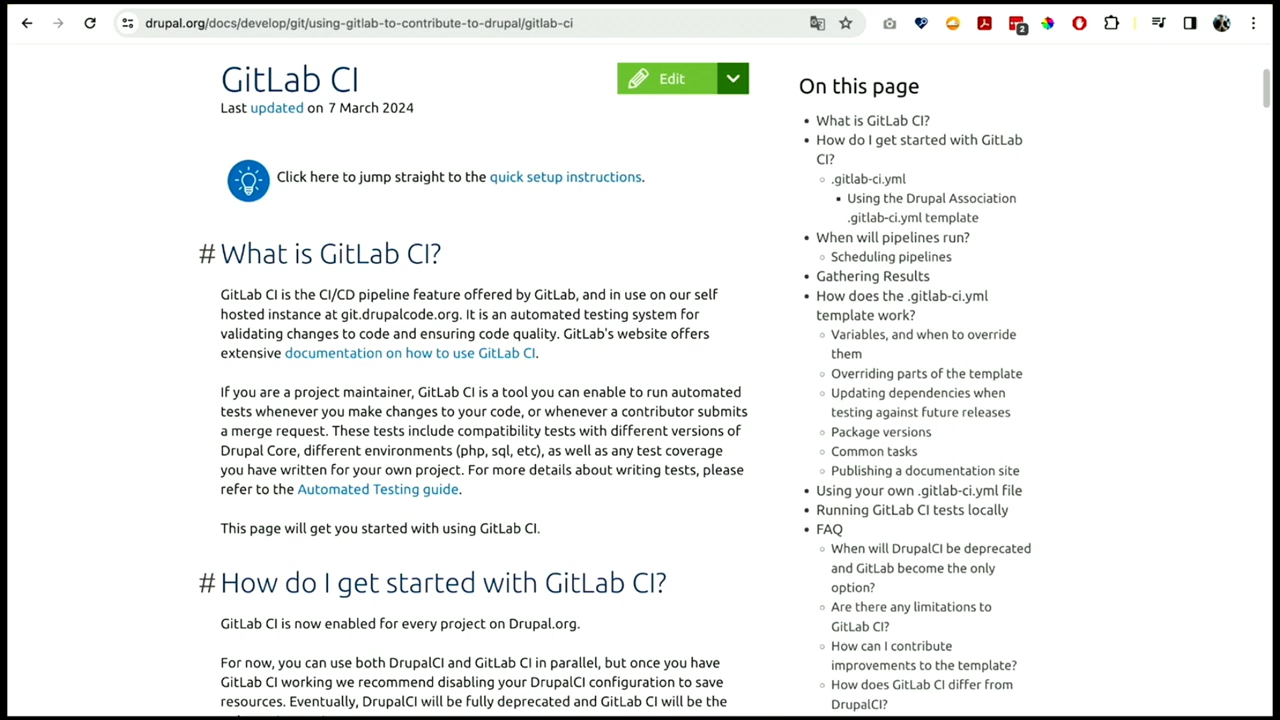 drupal.org/docs/develop/git/using-gitlab-to-contribute-to-drupal/gitlab-ci
2
GitLab CI
Edit
Last updated on 7 March 2024
Click here to jump straight to the quick setup instructions.
# What is GitLab CI?
GitLab CI is the CI/CD pipeline feature offered by GitLab, and in use on our self
hosted instance at git.drupalcode.org. It is an automated testing system for
validating changes to code and ensuring code quality. GitLab's website offers
extensive documentation on how to use GitLab CI.
If you are a project maintainer, GitLab CI is a tool you can enable to run automated
tests whenever you make changes to your code, or whenever a contributor submits
a merge request. These tests include compatibility tests with different versions of
Drupal Core, different environments (php, sql, etc), as well as any test coverage
you have written for your own project. For more details about writing tests, please
refer to the Automated Testing guide.
This page will get you started with using GitLab CI.
# How do I get started with GitLab CI?
GitLab CI is now enabled for every project on Drupal.org.
For now, you can use both DrupalCI and GitLab CI in parallel, but once you have
GitLab CI working we recommend disabling your DrupalCI configuration to save
resources. Eventually, DrupalCI will be fully deprecated and GitLab CI will be the
On this page
What is GitLab CI?
How do I get started with GitLab
CI?
.gitlab-ci.yml
Using the Drupal Association
.gitlab-ci.yml template
When will pipelines run?
Scheduling pipelines
Gathering Results
How does the .gitlab-ci.yml
template work?
Variables, and when to override
them
Overriding parts of the template
Updating dependencies when
testing against future releases
Package versions
Common tasks
Publishing a documentation site
Using your own .gitlab-ci.yml file
Running GitLab CI tests locally
FAQ
When will DrupalCI be deprecated
and GitLab become the only
option?
Are there any limitations to
GitLab CI?
How can I contribute
improvements to the template?
How does GitLab CI differ from
DrupalCI?